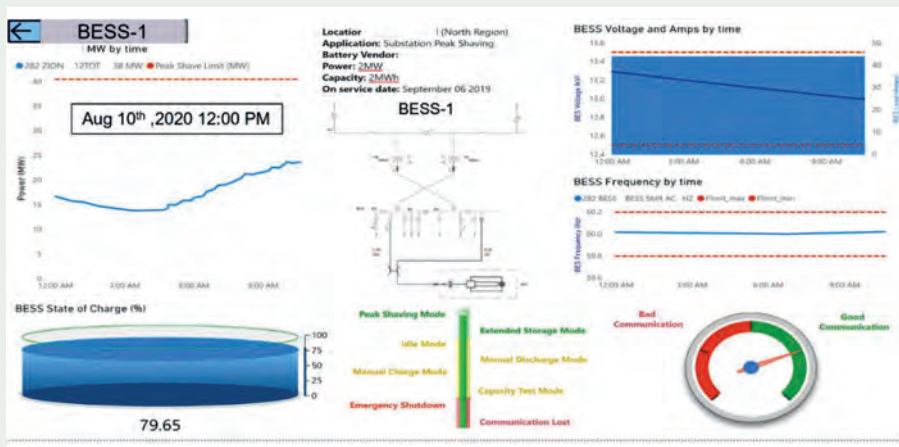 BESS-1
MW by time
282 ZION 12TOT 38 MW Peak Shave Limit (MW)
Aug 10th ,2020 12:00 PM
Power (MW)
40
35
30
25
20
15
10
5
0
12:00 AM 3:00 AM 6:00 AM 9:00 AM
(North Region)
Application: Substation Peak Shaving
Battery Vendor:
Power: 2MW
Capacity: 2MWh
On service date: September 06 2019
BESS-1
BESS Voltage and Amps by time
13.6
13.4
13.2
13.0
12.8
12.6
12.4
50
40
30
20
10
0
12:00 AM 3:00 AM 6:00 AM 9:00 AM
BESS Frequency by time
282 BESS BESS SMR AC HZ Flimit_max Flimit_min
60.2
60.0
59.8
59.6
12:00 AM 3:00 AM 6:00 AM 9:00 AM
BESS State of Charge (%)
100
75
50
25
0
79.65
Peak Shaving Mode
Extended Storage Mode
Idle Mode
Manual Discharge Mode
Manual Charge Mode
Capacity Test Mode
Emergency Shutdown
Communication Lost
Bad Communication
Good Communication